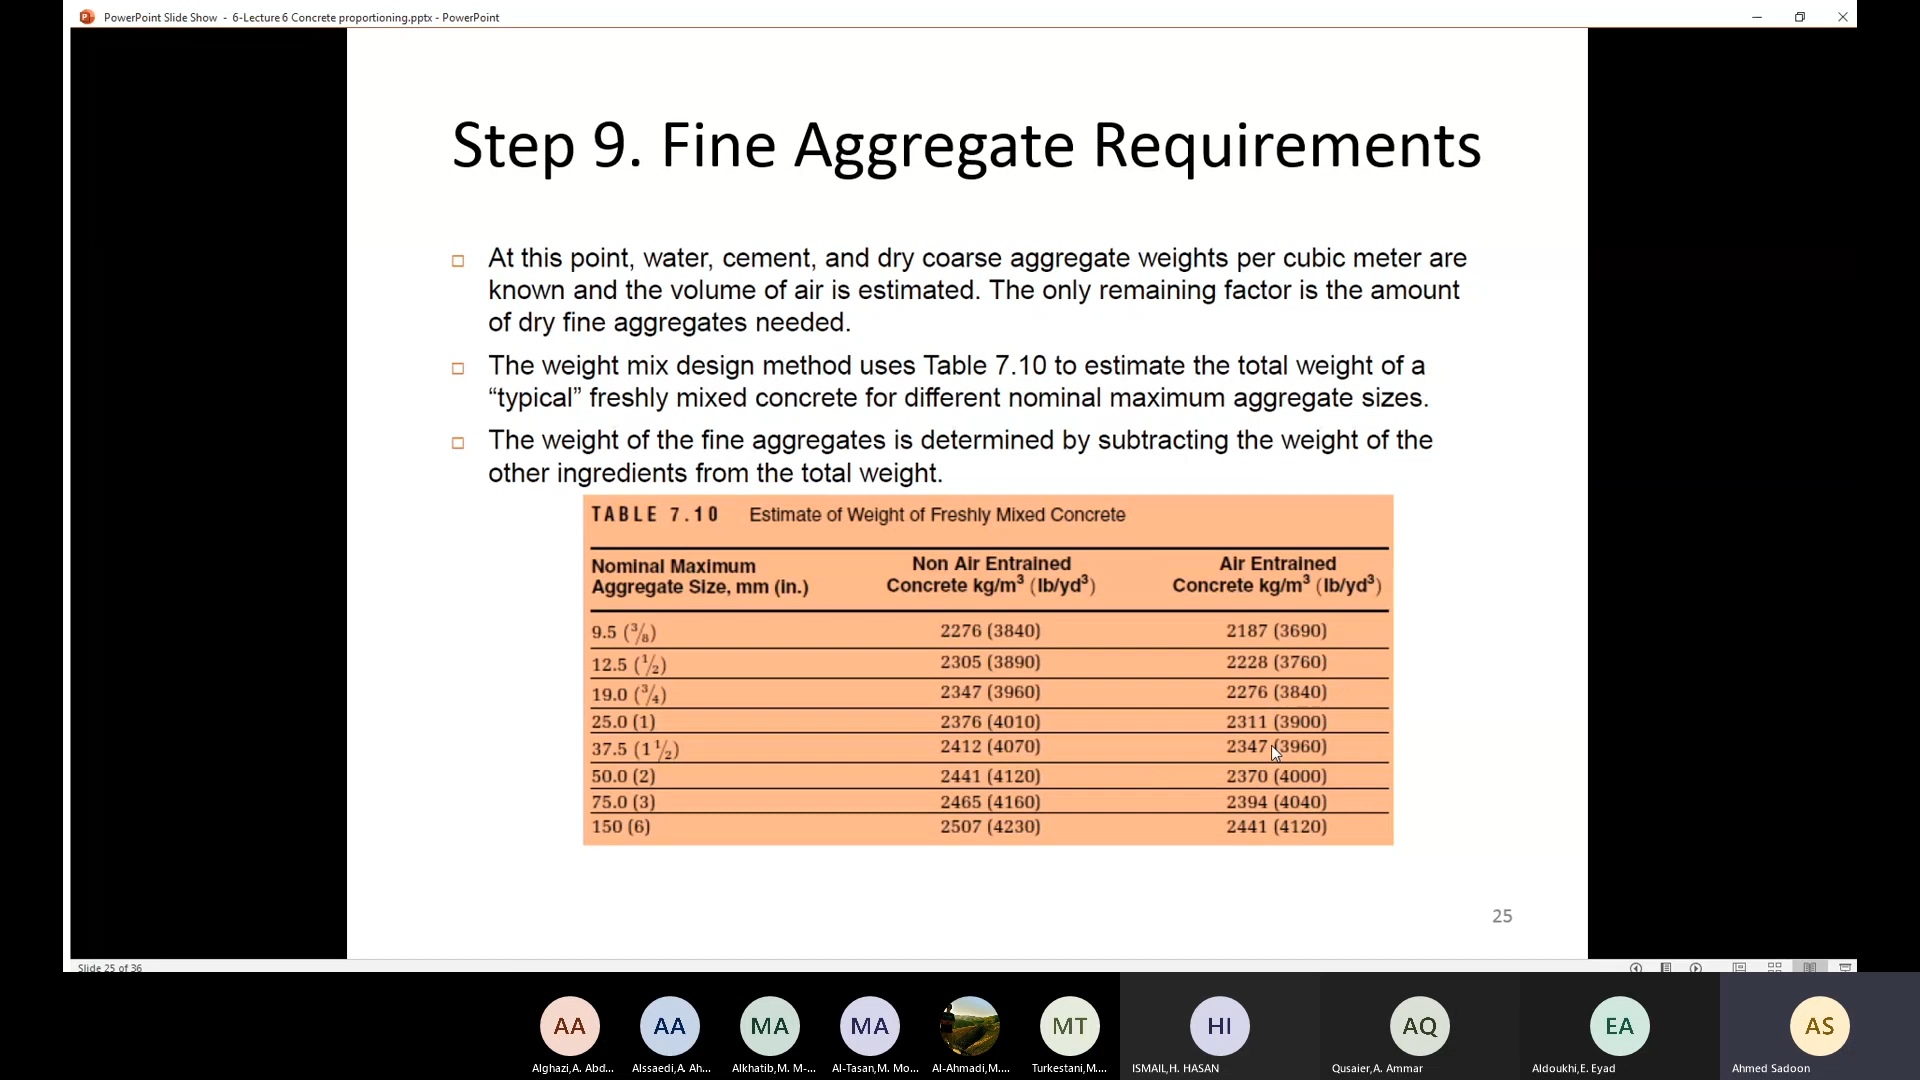 PowerPoint Slide Show - 6-Lecture 6 Concrete proportioning.pptx - PowerPoint
Step 9. Fine Aggregate Requirements
At this point, water, cement, and dry coarse aggregate weights per cubic meter are
known and the volume of air is estimated. The only remaining factor is the amount
of dry fine aggregates needed.
The weight mix design method uses Table 7.10 to estimate the total weight of a
“typical” freshly mixed concrete for different nominal maximum aggregate sizes.
The weight of the fine aggregates is determined by subtracting the weight of the
other ingredients from the total weight.
TABLE 7.10 Estimate of Weight of Freshly Mixed Concrete
Nominal Maximum Non Air Entrained Air Entrained
Aggregate Size, mm (in.) Concrete kg/m³ (lb/yd³) Concrete kg/m³ (lb/yd³)
9.5 (3/8) 2276 (3840) 2187 (3690)
12.5 (1/2) 2305 (3890) 2228 (3760)
19.0 (3/4) 2347 (3960) 2276 (3840)
25.0 (1) 2376 (4010) 2311 (3900)
37.5 (1 1/2) 2412 (4070) 2347 (3960)
50.0 (2) 2441 (4120) 2370 (4000)
75.0 (3) 2465 (4160) 2394 (4040)
150 (6) 2507 (4230) 2441 (4120)
25
Slide 25 of 36
AA AA MA MA MT HI AQ EA AS
Alghazi,A. Abd... Alssaedi,A. Ah... Alkhatib,M. M-... Al-Tasan,M. Mo... Al-Ahmadi,M.... Turkestani,M.... ISMAIL,H. HASAN Qusaier,A. Ammar Aldoukhi,E. Eyad Ahmed Sadoon